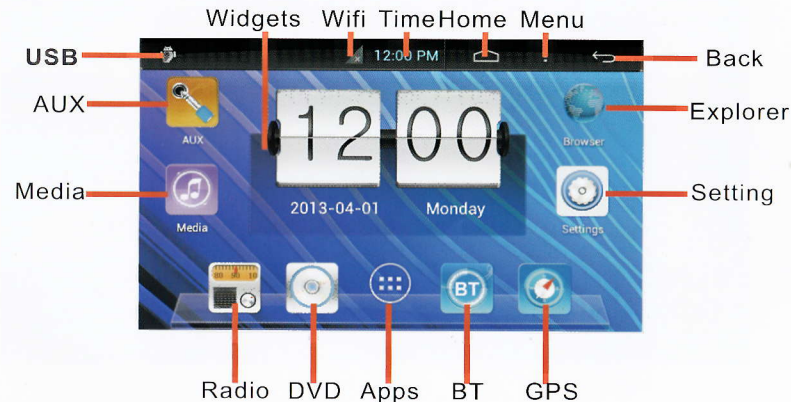 Widgets Wifi Time Home Menu
USB 12:00 PM Back
AUX Explorer
12 00
AUX Browser
Media Setting
2013-04-01 Monday
Media Settings
BT
Radio DVD Apps BT GPS